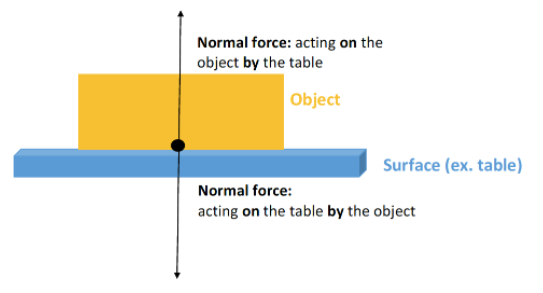 Normal force: acting on the
object by the table
Object
Surface (ex. table)
Normal force:
acting on the table by the object